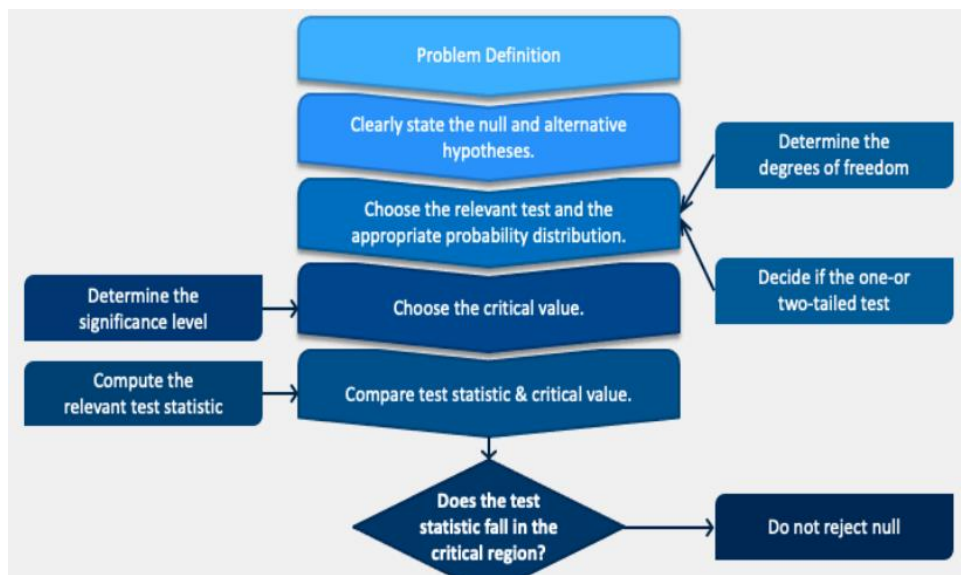 Problem Definition
Clearly state the null and alternative
hypotheses.
Determine the
degrees of freedom
Choose the relevant test and the
appropriate probability distribution.
Decide if the one-or
two-tailed test
Determine the
significance level
Choose the critical value.
Compute the
relevant test statistic
Compare test statistic & critical value.
Does the test
statistic fall in the
critical region?
Do not reject null